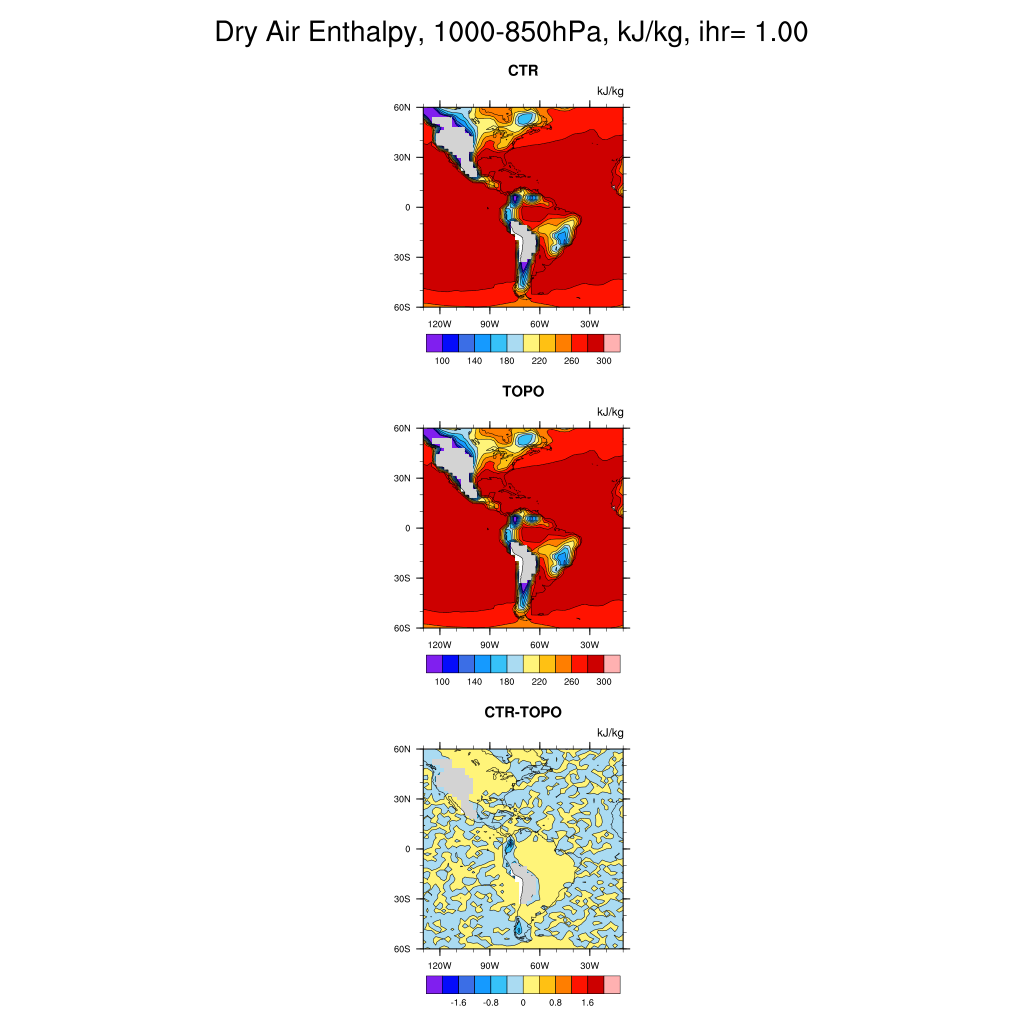 Dry Air Enthalpy, 1000-850hPa, kJ/kg, ihr= 1.00
CTR
kJ/kg
60N
30N
0
30S
60S
120W 90W 60W 30W
100 140 180 220 260 300
TOPO
kJ/kg
60N
30N
0
30S
60S
120W 90W 60W 30W
100 140 180 220 260 300
CTR-TOPO
kJ/kg
60N
30N
0
30S
60S
120W 90W 60W 30W
-1.6 -0.8 0 0.8 1.6